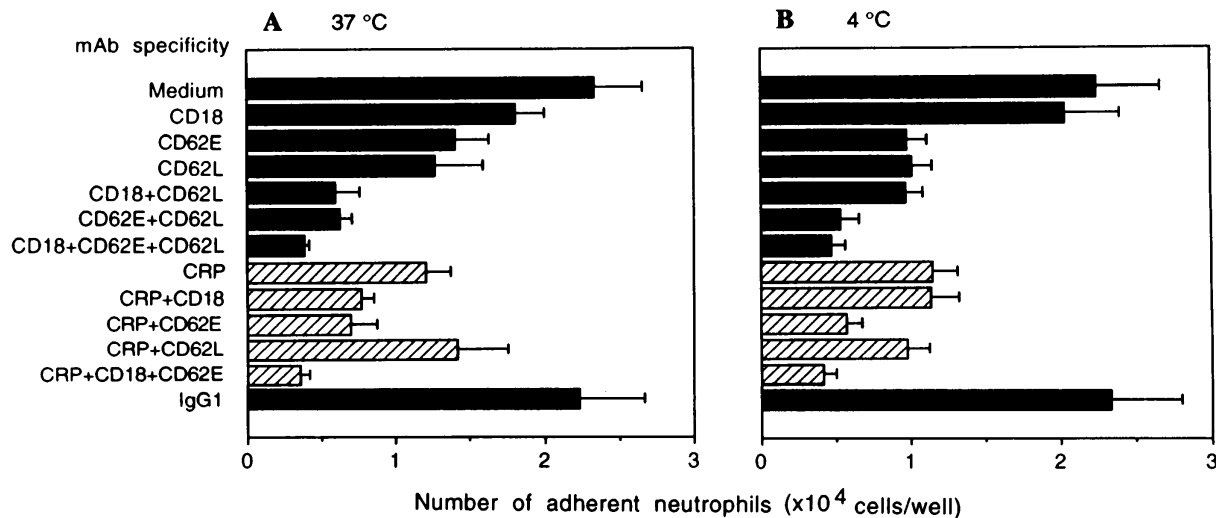 A 37 °C B 4 °C
mAb specificity
Medium
CD18
CD62E
CD62L
CD18+CD62L
CD62E+CD62L
CD18+CD62E+CD62L
CRP
CRP+CD18
CRP+CD62E
CRP+CD62L
CRP+CD18+CD62E
IgG1
0 1 2 3 0 1 2 3
Number of adherent neutrophils (x10⁴ cells/well)